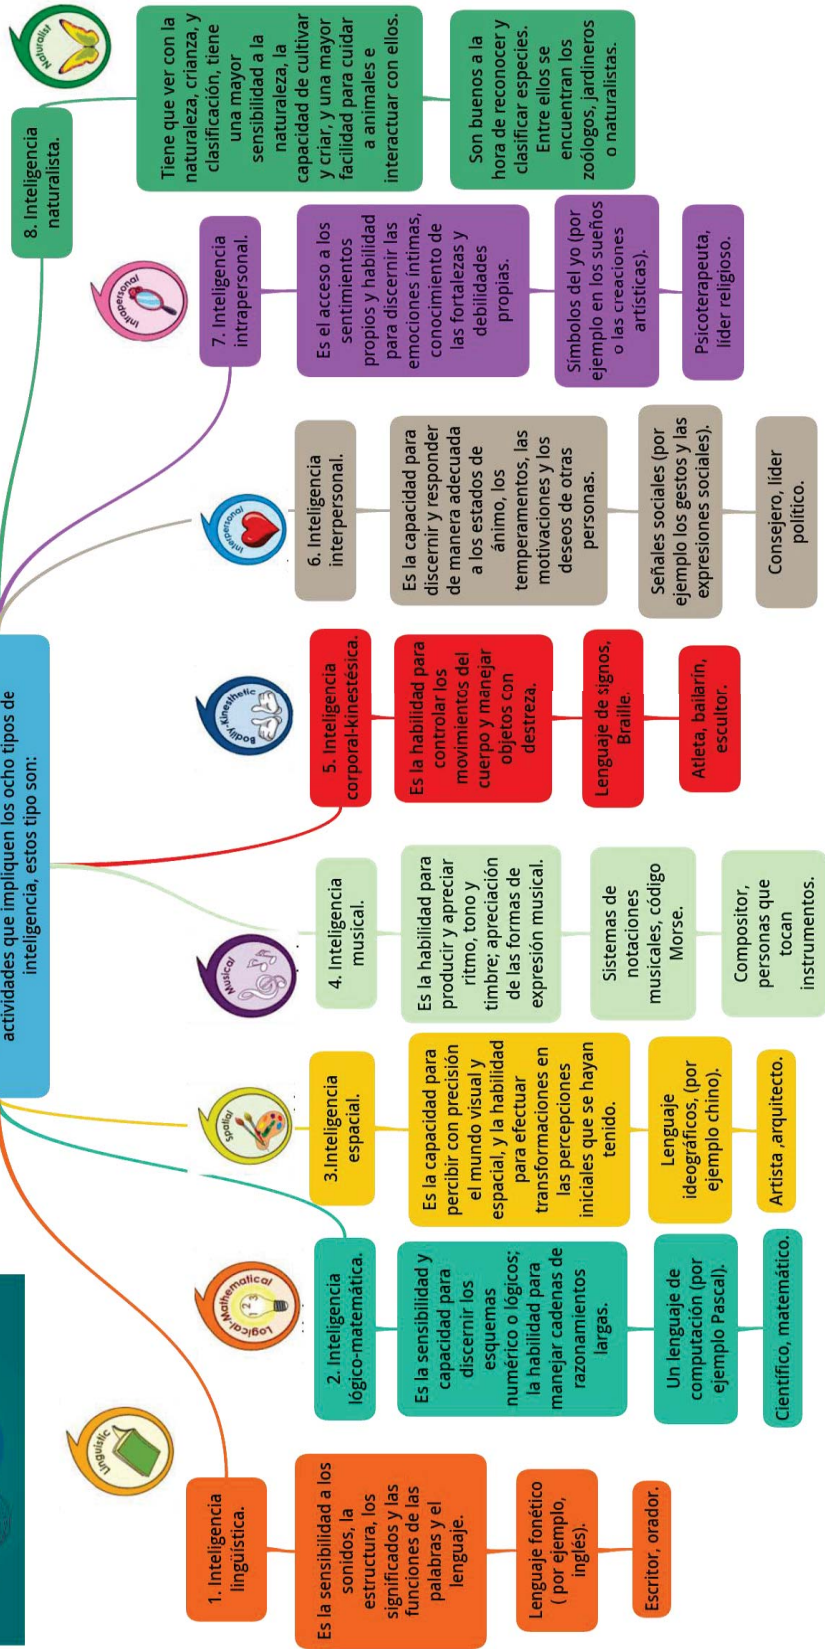 actividades que impliquen los ocho tipos de
inteligencia, estos tipo son:
Linguistic
1. Inteligencia
lingüística.
Es la sensibilidad a los
sonidos, la
estructura, los
significados y las
funciones de las
palabras y el
lenguaje.
Lenguaje fonético
( por ejemplo,
inglés).
Escritor, orador.
Logical-Mathematical
1 2 3
2. Inteligencia
lógico-matemática.
Es la sensibilidad y
capacidad para
discernir los
esquemas
numérico o lógicos;
la habilidad para
manejar cadenas de
razonamientos
largas.
Un lenguaje de
computación (por
ejemplo Pascal).
Científico, matemático.
Spatial
3.Inteligencia
espacial.
Es la capacidad para
percibir con precisión
el mundo visual y
espacial, y la habilidad
para efectuar
transformaciones en
las percepciones
iniciales que se hayan
tenido.
Lenguaje
ideográficos, (por
ejemplo chino).
Artista ,arquitecto.
Musical
4. Inteligencia
musical.
Es la habilidad para
producir y apreciar
ritmo, tono y
timbre; apreciación
de las formas de
expresión musical.
Sistemas de
notaciones
musicales, código
Morse.
Compositor,
personas que
tocan
instrumentos.
Bodily-Kinesthetic
5. Inteligencia
corporal-kinestésica.
Es la habilidad para
controlar los
movimientos del
cuerpo y manejar
objetos con
destreza.
Lenguaje de signos,
Braille.
Atleta, bailarín,
escultor.
Interpersonal
6. Inteligencia
interpersonal.
Es la capacidad para
discernir y responder
de manera adecuada
a los estados de
ánimo, los
temperamentos, las
motivaciones y los
deseos de otras
personas.
Señales sociales (por
ejemplo los gestos y las
expresiones sociales).
Consejero, líder
político.
Intrapersonal
7. Inteligencia
intrapersonal.
Es el acceso a los
sentimientos
propios y habilidad
para discernir las
emociones íntimas,
conocimiento de
las fortalezas y
debilidades
propias.
Símbolos del yo (por
ejemplo en los sueños
o las creaciones
artísticas).
Psicoterapeuta,
líder religioso.
Naturalist
8. Inteligencia
naturalista.
Tiene que ver con la
naturaleza, crianza, y
clasificación, tiene
una mayor
sensibilidad a la
naturaleza, la
capacidad de cultivar
y criar, y una mayor
facilidad para cuidar
a animales e
interactuar con ellos.
Son buenos a la
hora de reconocer y
clasificar especies.
Entre ellos se
encuentran los
zoólogos, jardineros
o naturalistas.